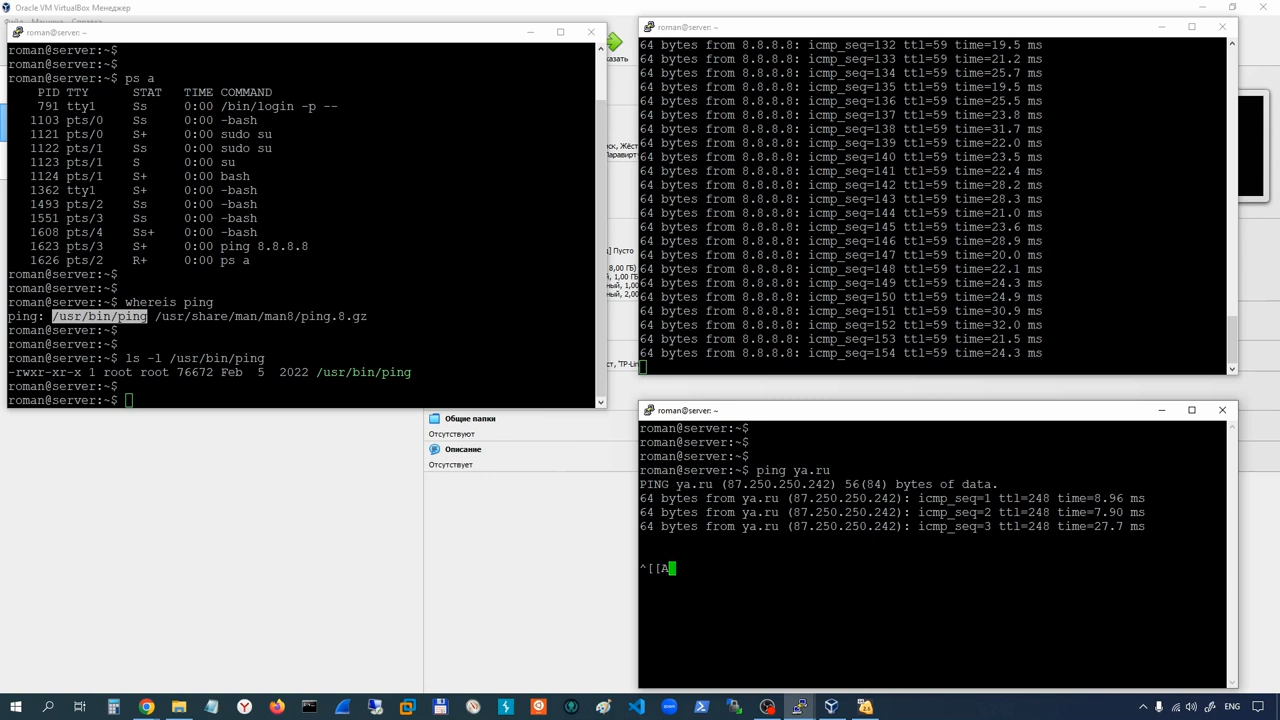 Oracle VM VirtualBox Менеджер
Файл Машина Справка
roman@server: ~
roman@server:~$
roman@server:~$
roman@server:~$ ps a
PID TTY STAT TIME COMMAND
791 tty1 Ss 0:00 /bin/login -p --
1103 pts/0 Ss 0:00 -bash
1121 pts/0 S+ 0:00 sudo su
1122 pts/1 Ss 0:00 sudo su
1123 pts/1 S 0:00 su
1124 pts/1 S+ 0:00 bash
1362 tty1 S+ 0:00 -bash
1493 pts/2 Ss 0:00 -bash
1551 pts/3 Ss 0:00 -bash
1608 pts/4 Ss+ 0:00 -bash
1623 pts/3 S+ 0:00 ping 8.8.8.8
1626 pts/2 R+ 0:00 ps a
roman@server:~$
roman@server:~$
roman@server:~$ whereis ping
ping: /usr/bin/ping /usr/share/man/man8/ping.8.gz
roman@server:~$
roman@server:~$
roman@server:~$ ls -l /usr/bin/ping
-rwxr-xr-x 1 root root 76672 Feb 5 2022 /usr/bin/ping
roman@server:~$
roman@server:~$
казать
иск, Жёст
Паравирт
] Пусто
8,00 ГБ)
й, 1,00 Г
ный, 1,00
ный, 2,00
ст, "TP-Lin
Общие папки
Отсутствуют
Описание
Отсутствует
roman@server: ~
64 bytes from 8.8.8.8: icmp_seq=132 ttl=59 time=19.5 ms
64 bytes from 8.8.8.8: icmp_seq=133 ttl=59 time=21.2 ms
64 bytes from 8.8.8.8: icmp_seq=134 ttl=59 time=25.7 ms
64 bytes from 8.8.8.8: icmp_seq=135 ttl=59 time=19.5 ms
64 bytes from 8.8.8.8: icmp_seq=136 ttl=59 time=25.5 ms
64 bytes from 8.8.8.8: icmp_seq=137 ttl=59 time=23.8 ms
64 bytes from 8.8.8.8: icmp_seq=138 ttl=59 time=31.7 ms
64 bytes from 8.8.8.8: icmp_seq=139 ttl=59 time=22.0 ms
64 bytes from 8.8.8.8: icmp_seq=140 ttl=59 time=23.5 ms
64 bytes from 8.8.8.8: icmp_seq=141 ttl=59 time=22.4 ms
64 bytes from 8.8.8.8: icmp_seq=142 ttl=59 time=28.2 ms
64 bytes from 8.8.8.8: icmp_seq=143 ttl=59 time=28.3 ms
64 bytes from 8.8.8.8: icmp_seq=144 ttl=59 time=21.0 ms
64 bytes from 8.8.8.8: icmp_seq=145 ttl=59 time=23.6 ms
64 bytes from 8.8.8.8: icmp_seq=146 ttl=59 time=28.9 ms
64 bytes from 8.8.8.8: icmp_seq=147 ttl=59 time=20.0 ms
64 bytes from 8.8.8.8: icmp_seq=148 ttl=59 time=22.1 ms
64 bytes from 8.8.8.8: icmp_seq=149 ttl=59 time=24.3 ms
64 bytes from 8.8.8.8: icmp_seq=150 ttl=59 time=24.9 ms
64 bytes from 8.8.8.8: icmp_seq=151 ttl=59 time=30.9 ms
64 bytes from 8.8.8.8: icmp_seq=152 ttl=59 time=32.0 ms
64 bytes from 8.8.8.8: icmp_seq=153 ttl=59 time=21.5 ms
64 bytes from 8.8.8.8: icmp_seq=154 ttl=59 time=24.3 ms
roman@server: ~
roman@server:~$
roman@server:~$
roman@server:~$
roman@server:~$ ping ya.ru
PING ya.ru (87.250.250.242) 56(84) bytes of data.
64 bytes from ya.ru (87.250.250.242): icmp_seq=1 ttl=248 time=8.96 ms
64 bytes from ya.ru (87.250.250.242): icmp_seq=2 ttl=248 time=7.90 ms
64 bytes from ya.ru (87.250.250.242): icmp_seq=3 ttl=248 time=27.7 ms
^[[A
ENG